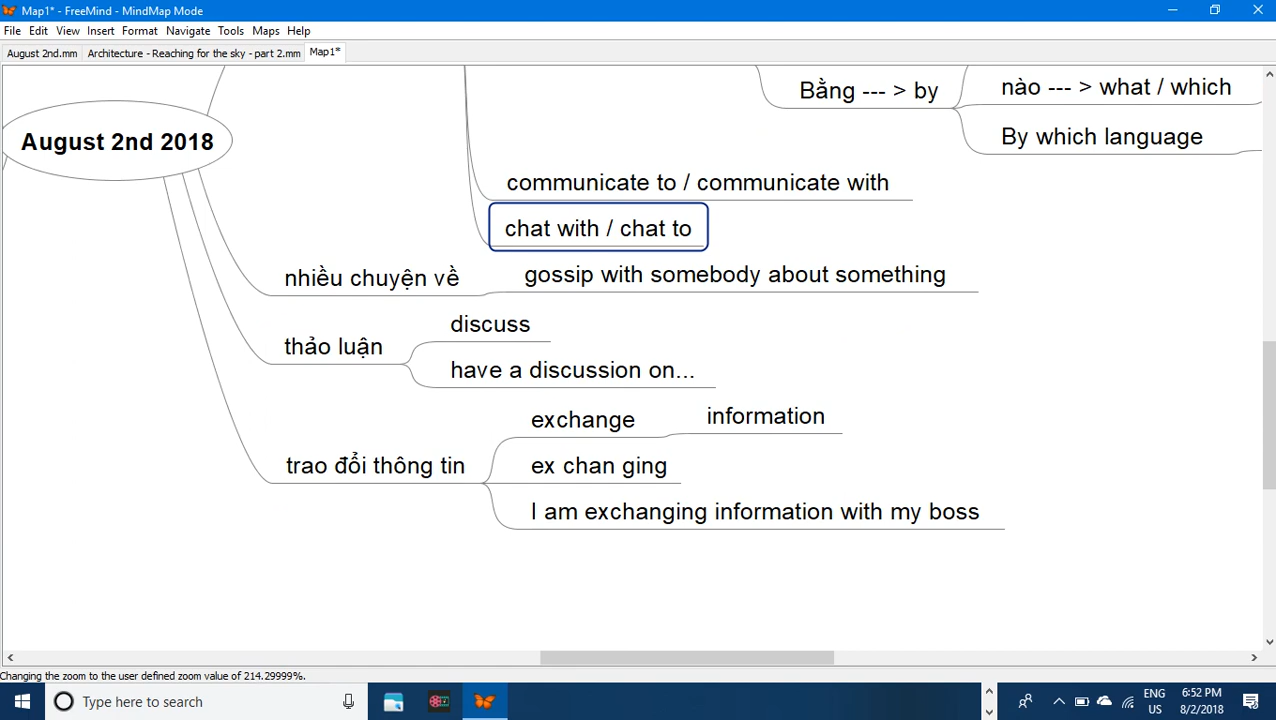 Map1* - FreeMind - MindMap Mode
File Edit View Insert Format Navigate Tools Maps Help
August 2nd.mm Architecture - Reaching for the sky - part 2.mm Map1*
Bằng --- > by
nào --- > what / which
By which language
August 2nd 2018
communicate to / communicate with
chat with / chat to
nhiều chuyện về
gossip with somebody about something
thảo luận
discuss
have a discussion on...
trao đổi thông tin
exchange
information
ex chan ging
I am exchanging information with my boss
Changing the zoom to the user defined zoom value of 214.29999%.
Type here to search
ENG
US
6:52 PM
8/2/2018